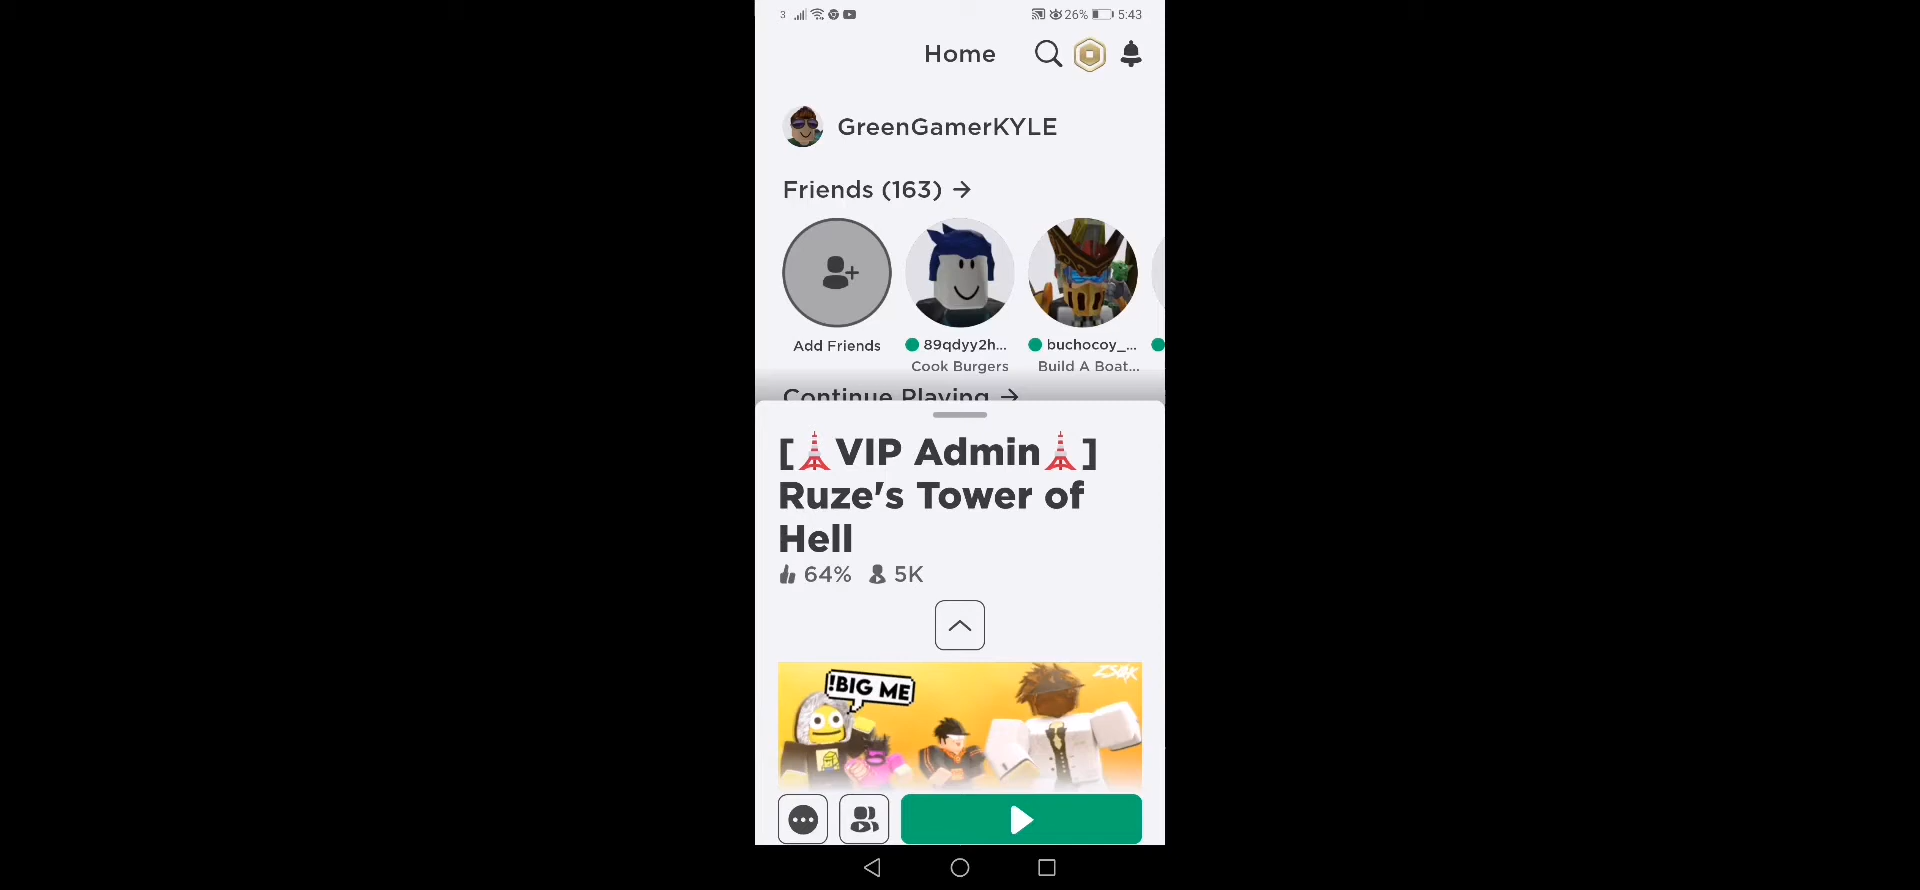 3 26% 5:43
Home
GreenGamerKYLE
Friends (163) →
Add Friends
89qdyy2h...
Cook Burgers
buchocoy_...
Build A Boat...
Continue Playing →
[🗼VIP Admin🗼]
Ruze's Tower of
Hell
64% 5K
!BIG ME